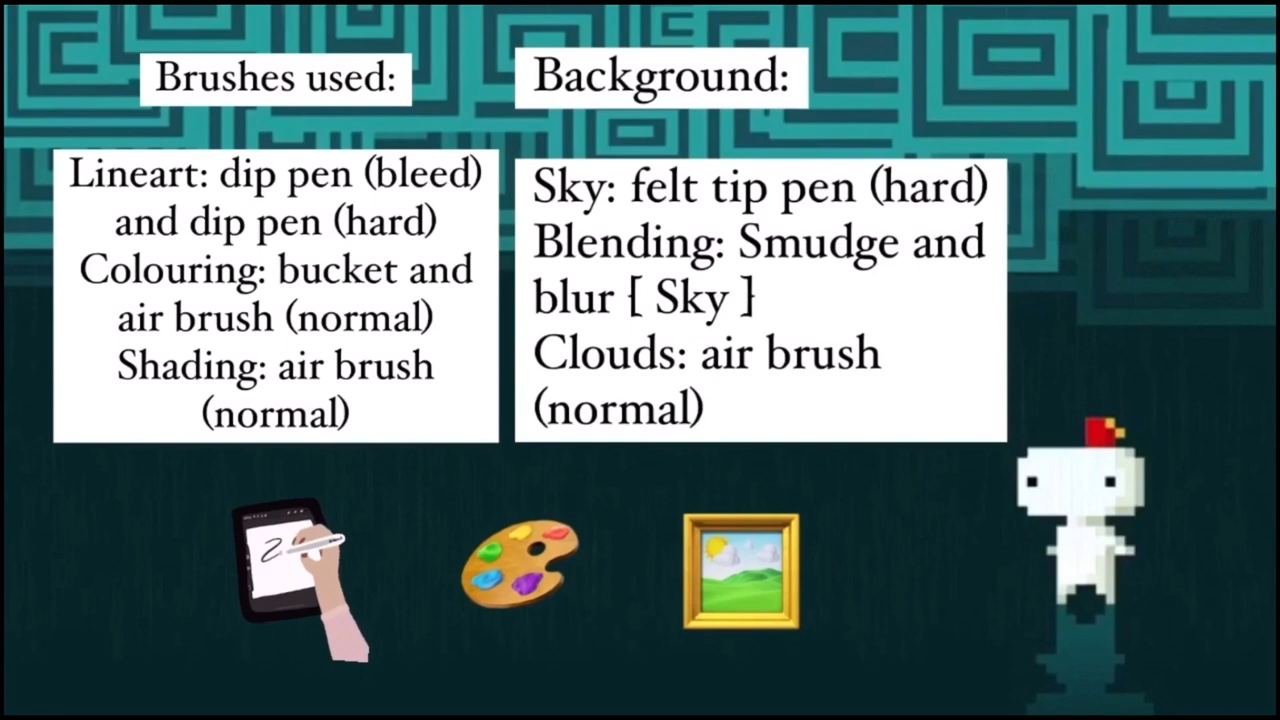 Brushes used:
Lineart: dip pen (bleed)
and dip pen (hard)
Colouring: bucket and
air brush (normal)
Shading: air brush
(normal)
Background:
Sky: felt tip pen (hard)
Blending: Smudge and
blur { Sky }
Clouds: air brush
(normal)